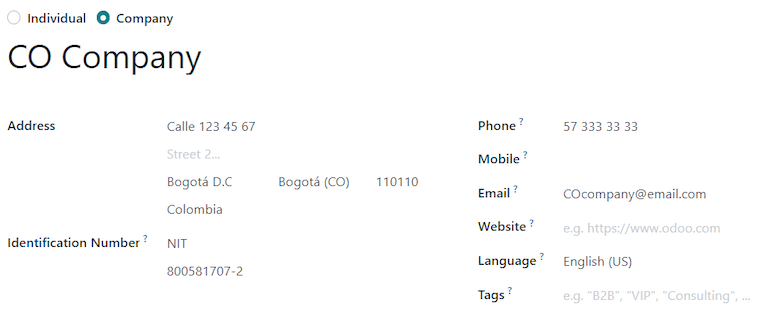 Individual Company
CO Company
Address Calle 123 45 67
Street 2...
Bogotá D.C Bogotá (CO) 110110
Colombia
Identification Number ? NIT
800581707-2
Phone ? 57 333 33 33
Mobile ?
Email ? COcompany@email.com
Website ? e.g. https://www.odoo.com
Language ? English (US)
Tags ? e.g. "B2B", "VIP", "Consulting", ...